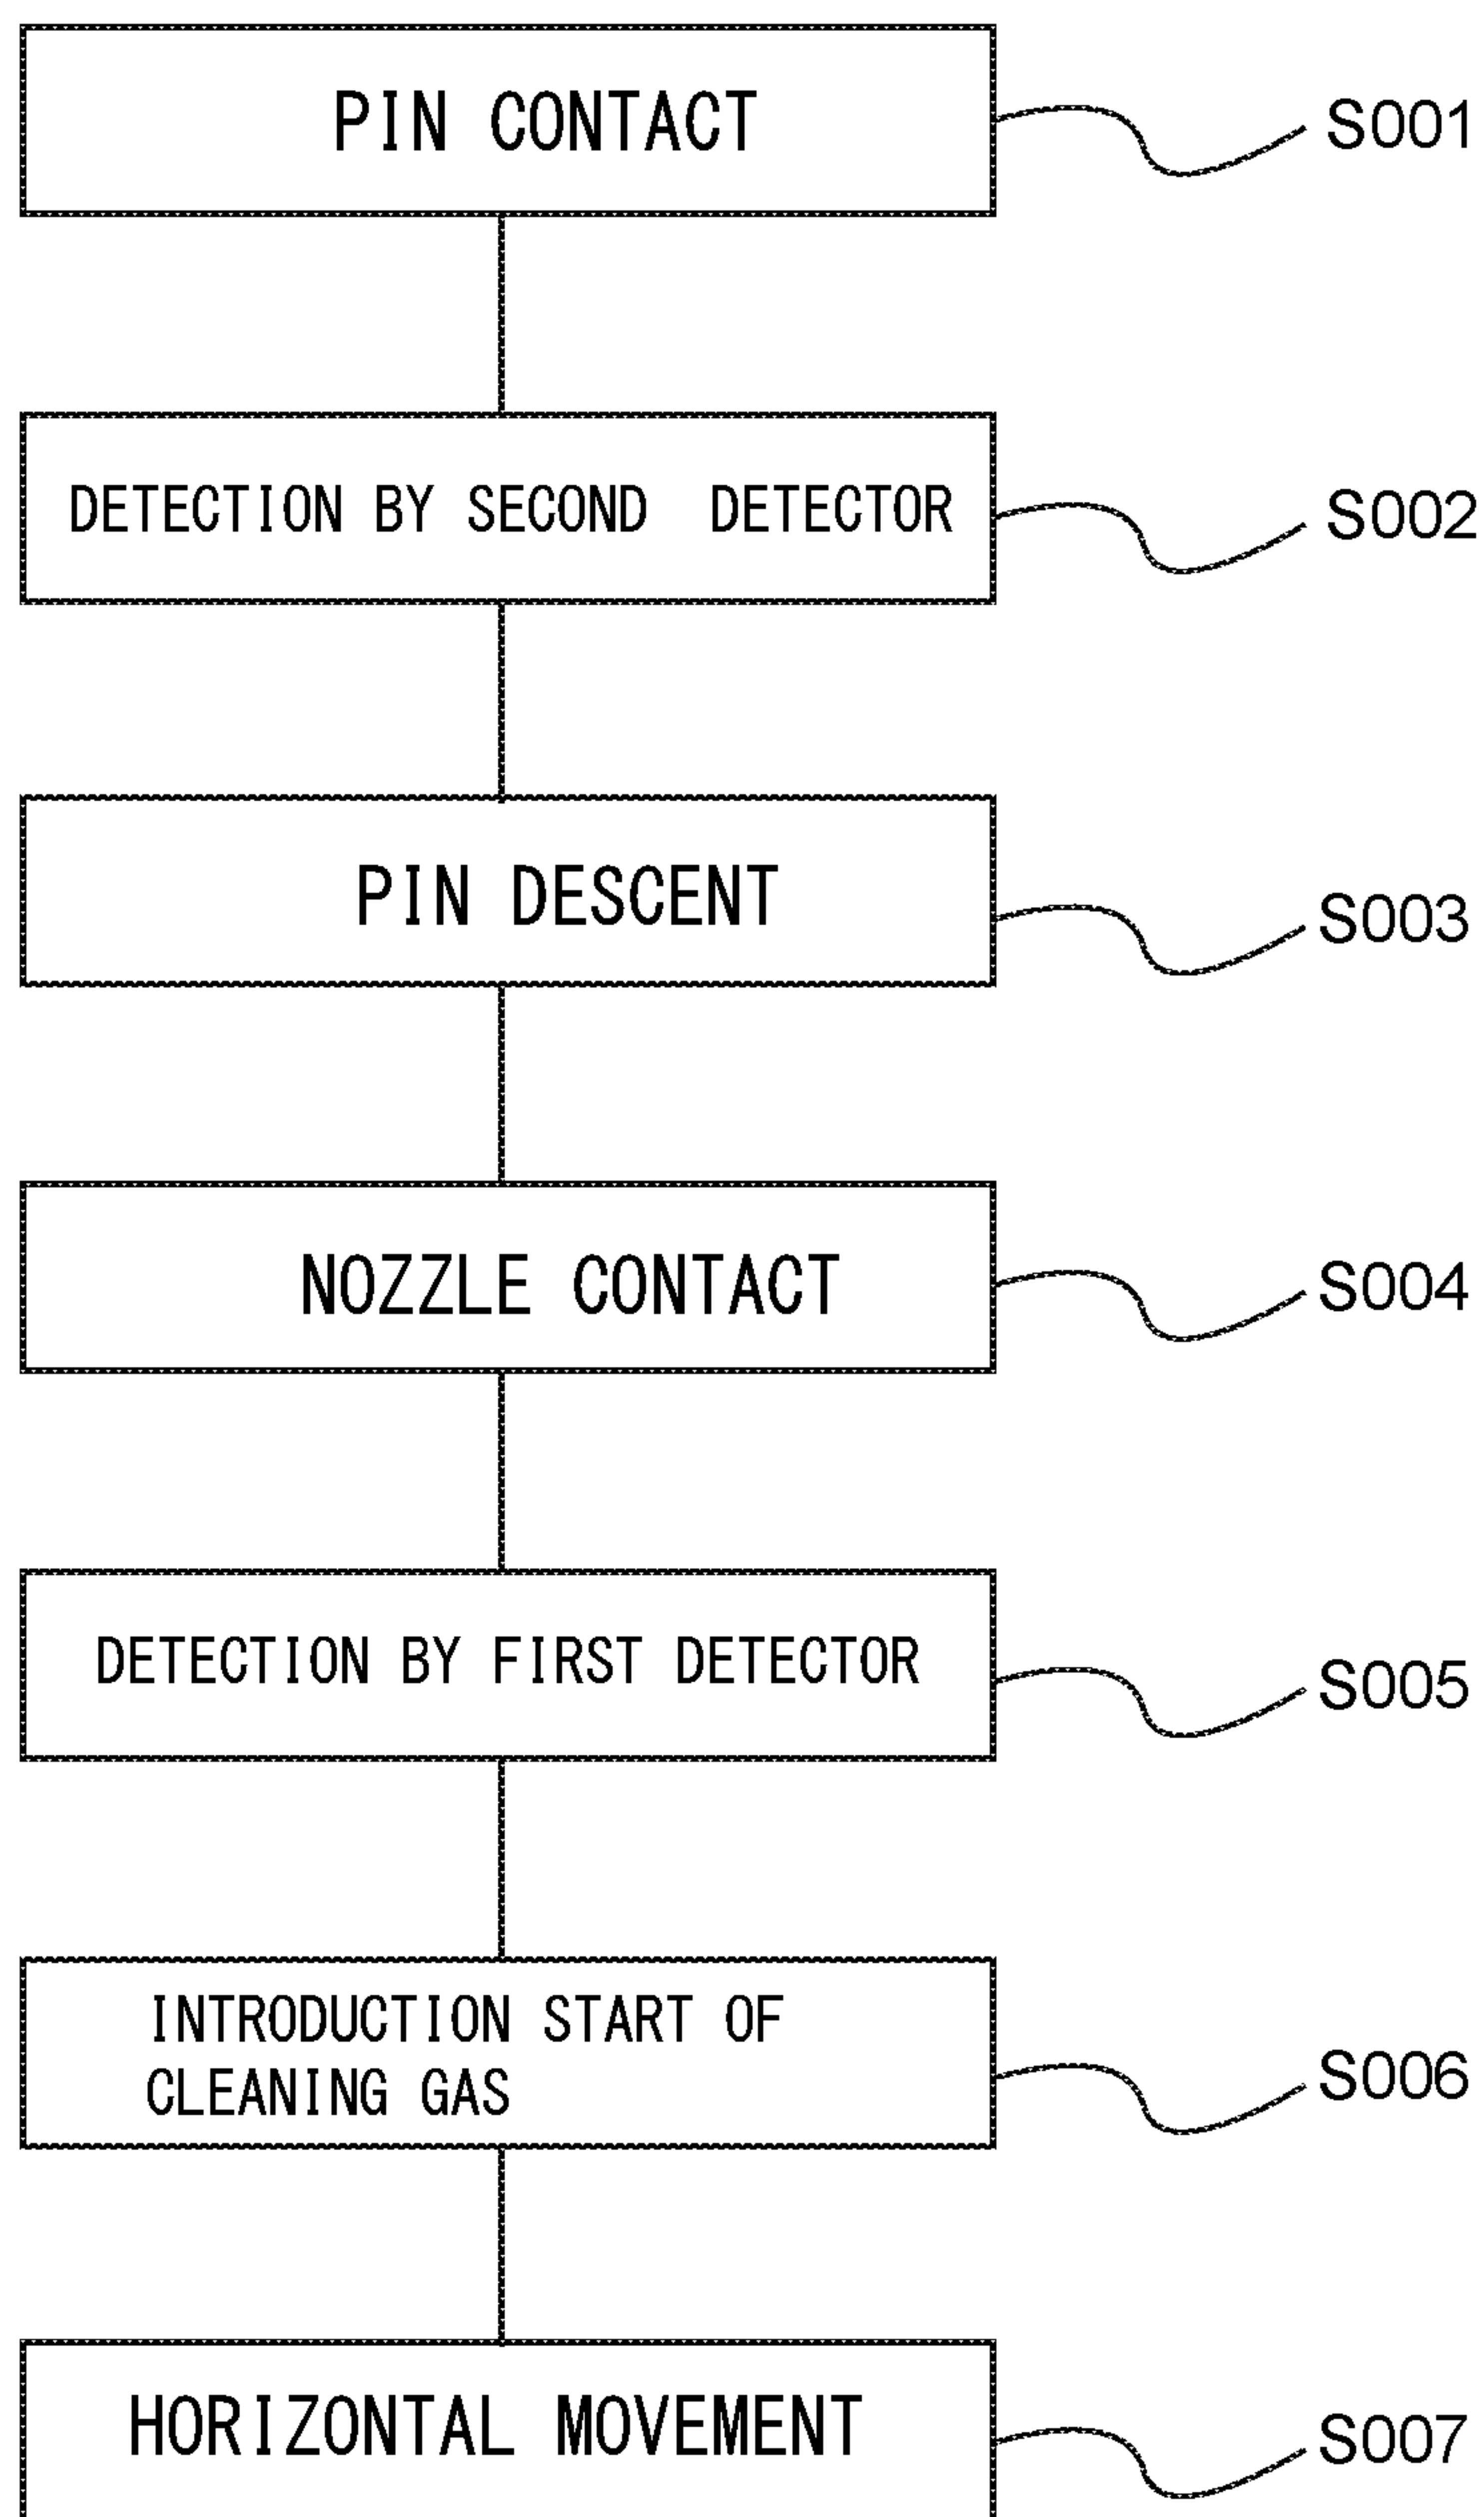 PIN CONTACT
S001
DETECTION BY SECOND DETECTOR
S002
PIN DESCENT
S003
NOZZLE CONTACT
S004
DETECTION BY FIRST DETECTOR
S005
INTRODUCTION START OF
CLEANING GAS
S006
HORIZONTAL MOVEMENT
S007